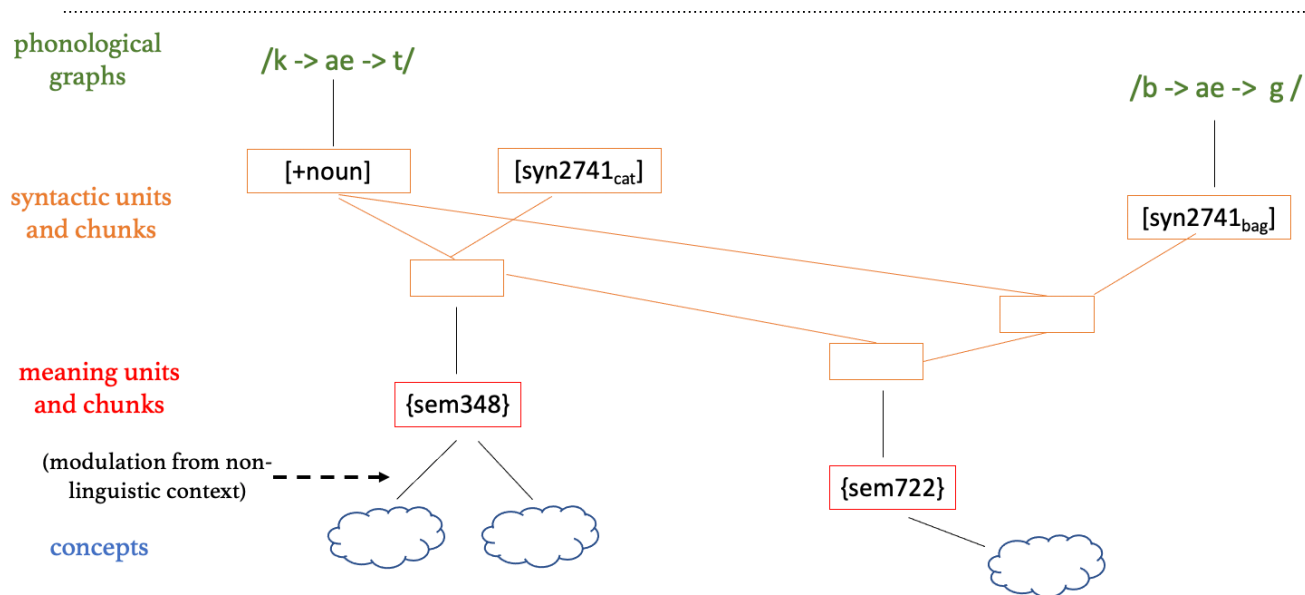 phonological
graphs
/k -> ae -> t/
/b -> ae -> g /
[+noun]
[syn2741cat]
syntactic units
and chunks
[syn2741bag]
meaning units
and chunks
{sem348}
(modulation from non-
linguistic context)
{sem722}
concepts